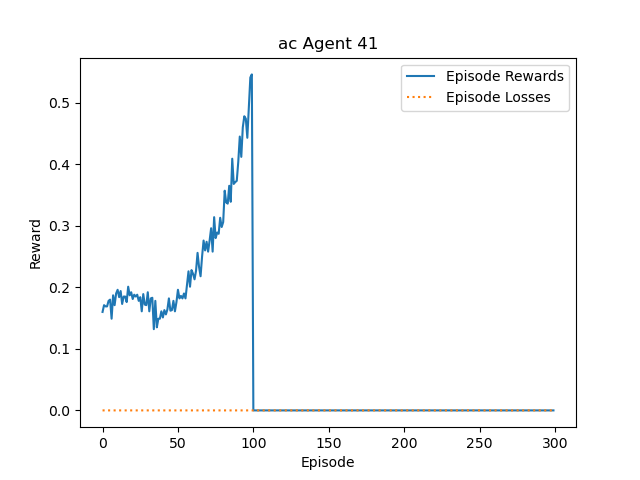 ac Agent 41
Episode Rewards
Episode Losses
Reward
0.5
0.4
0.3
0.2
0.1
0.0
0 50 100 150 200 250 300
Episode